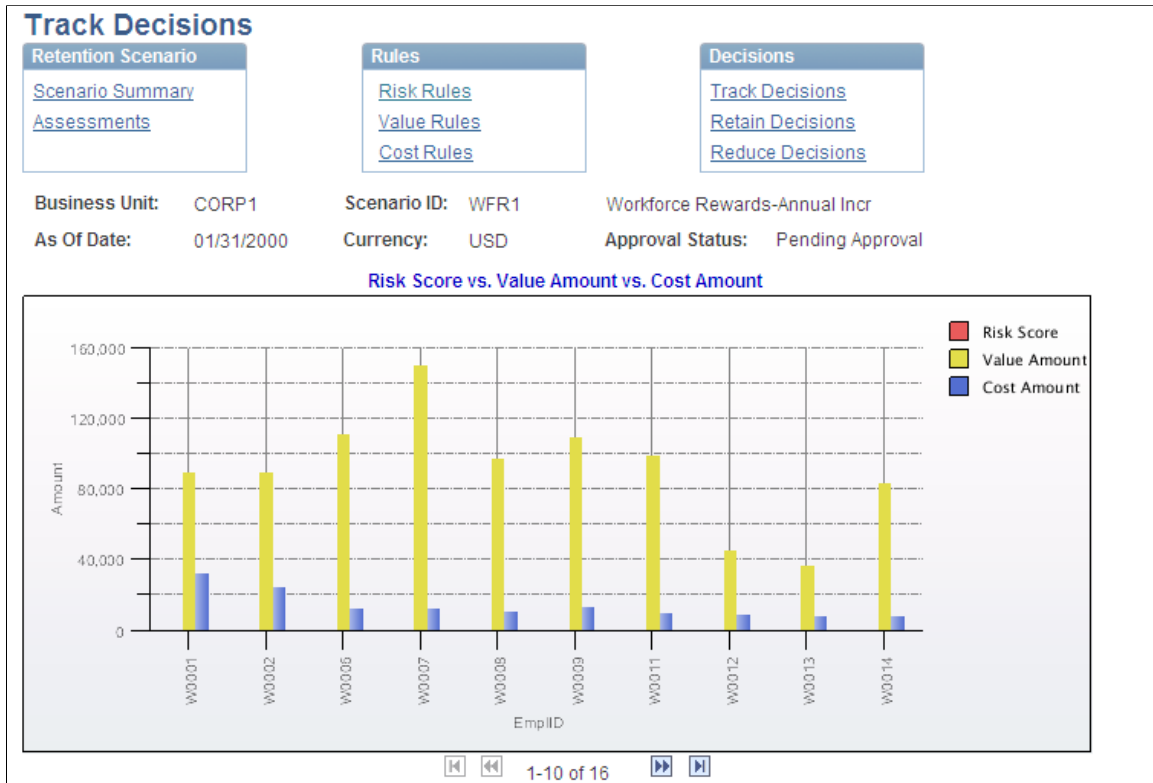 Track Decisions
Retention Scenario
Scenario Summary
Assessments
Rules
Risk Rules
Value Rules
Cost Rules
Decisions
Track Decisions
Retain Decisions
Reduce Decisions
Business Unit: CORP1 Scenario ID: WFR1 Workforce Rewards-Annual Incr
As Of Date: 01/31/2000 Currency: USD Approval Status: Pending Approval
Risk Score vs. Value Amount vs. Cost Amount
Risk Score
Value Amount
Cost Amount
160,000
120,000
80,000
40,000
0
Amount
W0001
W0002
W0006
W0007
W0008
W0009
W0011
W0012
W0013
W0014
EmplID
1-10 of 16